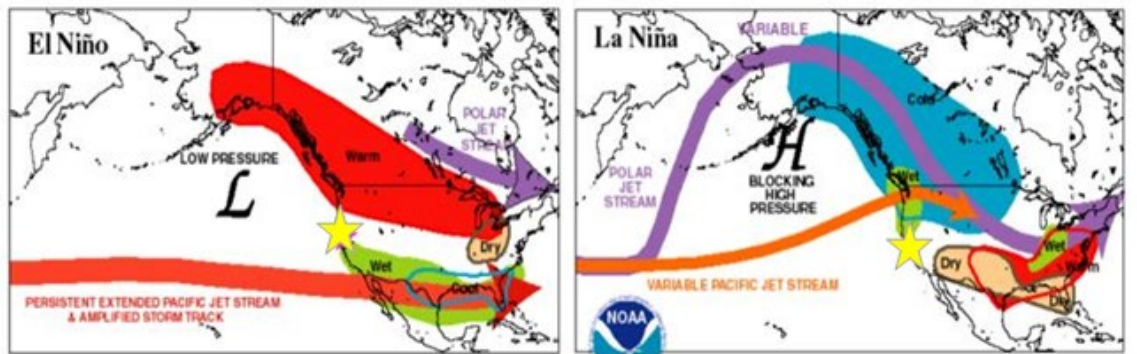 El Niño
POLAR
JET
STREAM
LOW PRESSURE
L
Warm
Dry
Wet
Cool
PERSISTENT EXTENDED PACIFIC JET STREAM
& AMPLIFIED STORM TRACK
La Niña
VARIABLE
Cold
H
BLOCKING
HIGH
PRESSURE
Wet
POLAR
JET
STREAM
Dry
Wet
Warm
Dry
VARIABLE PACIFIC JET STREAM
NOAA